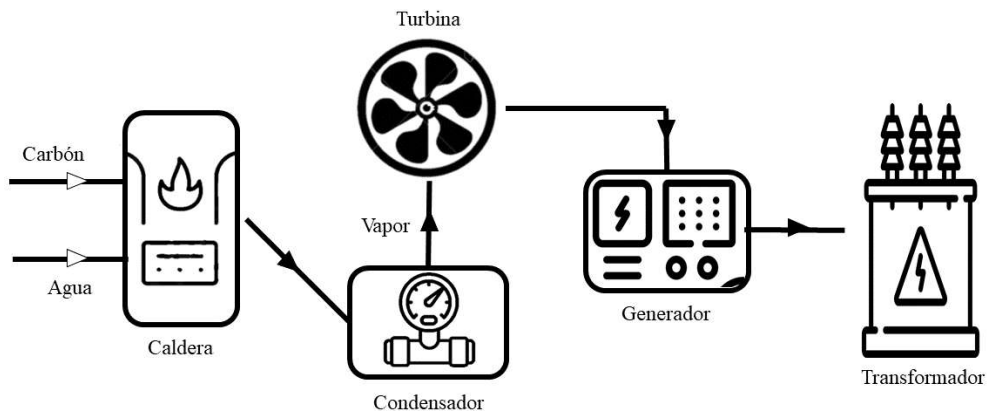 Turbina
Carbón
Agua
Vapor
Caldera
Condensador
Generador
Transformador